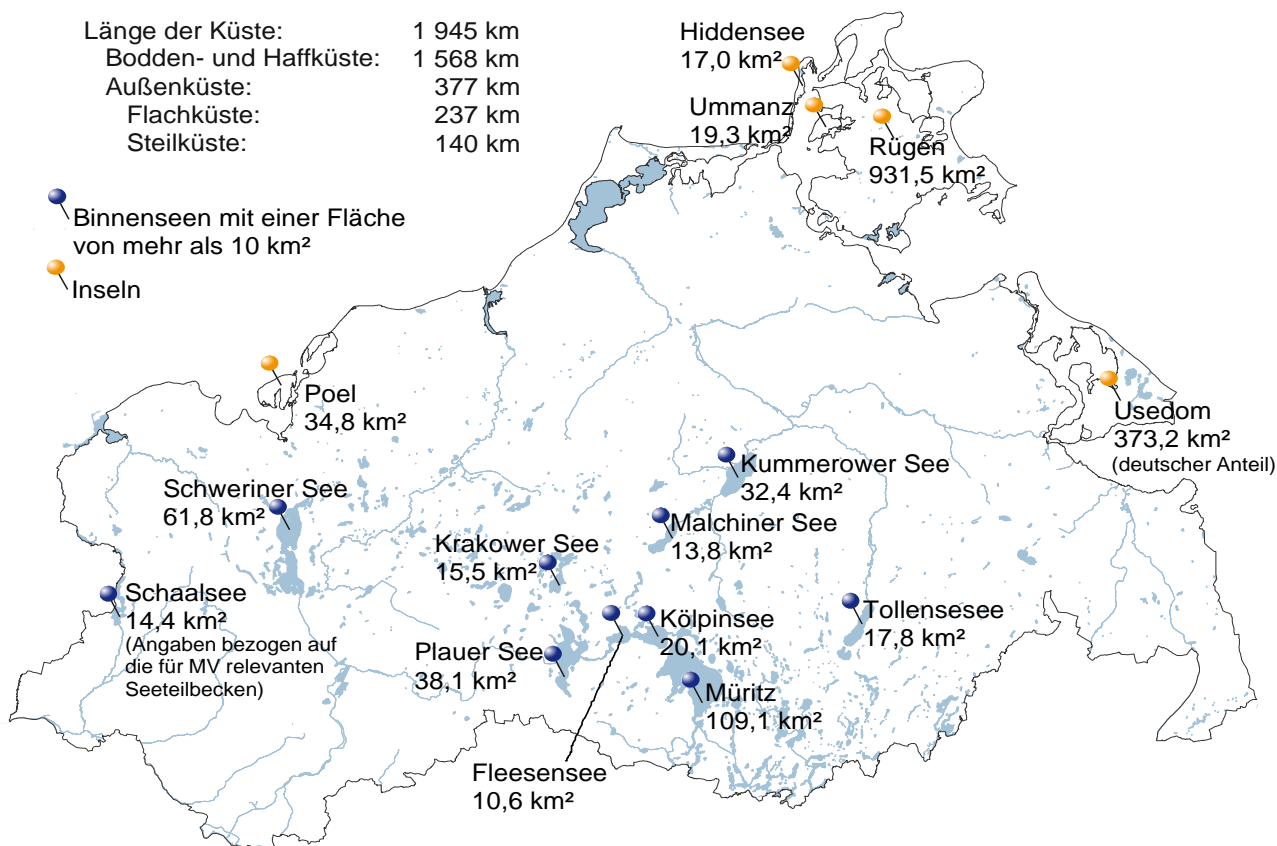 Länge der Küste: 1 945 km
Bodden- und Haffküste: 1 568 km
Außenküste: 377 km
Flachküste: 237 km
Steilküste: 140 km
Binnenseen mit einer Fläche
von mehr als 10 km²
Inseln
Hiddensee
17,0 km²
Ummanz
19,3 km²
Rügen
931,5 km²
Poel
34,8 km²
Usedom
373,2 km²
(deutscher Anteil)
Kummerower See
32,4 km²
Schweriner See
61,8 km²
Malchiner See
13,8 km²
Krakower See
15,5 km²
Schaalsee
14,4 km²
(Angaben bezogen auf
die für MV relevanten
Seeteilbecken)
Kölpinsee
20,1 km²
Tollensesee
17,8 km²
Plauer See
38,1 km²
Müritz
109,1 km²
Fleesensee
10,6 km²